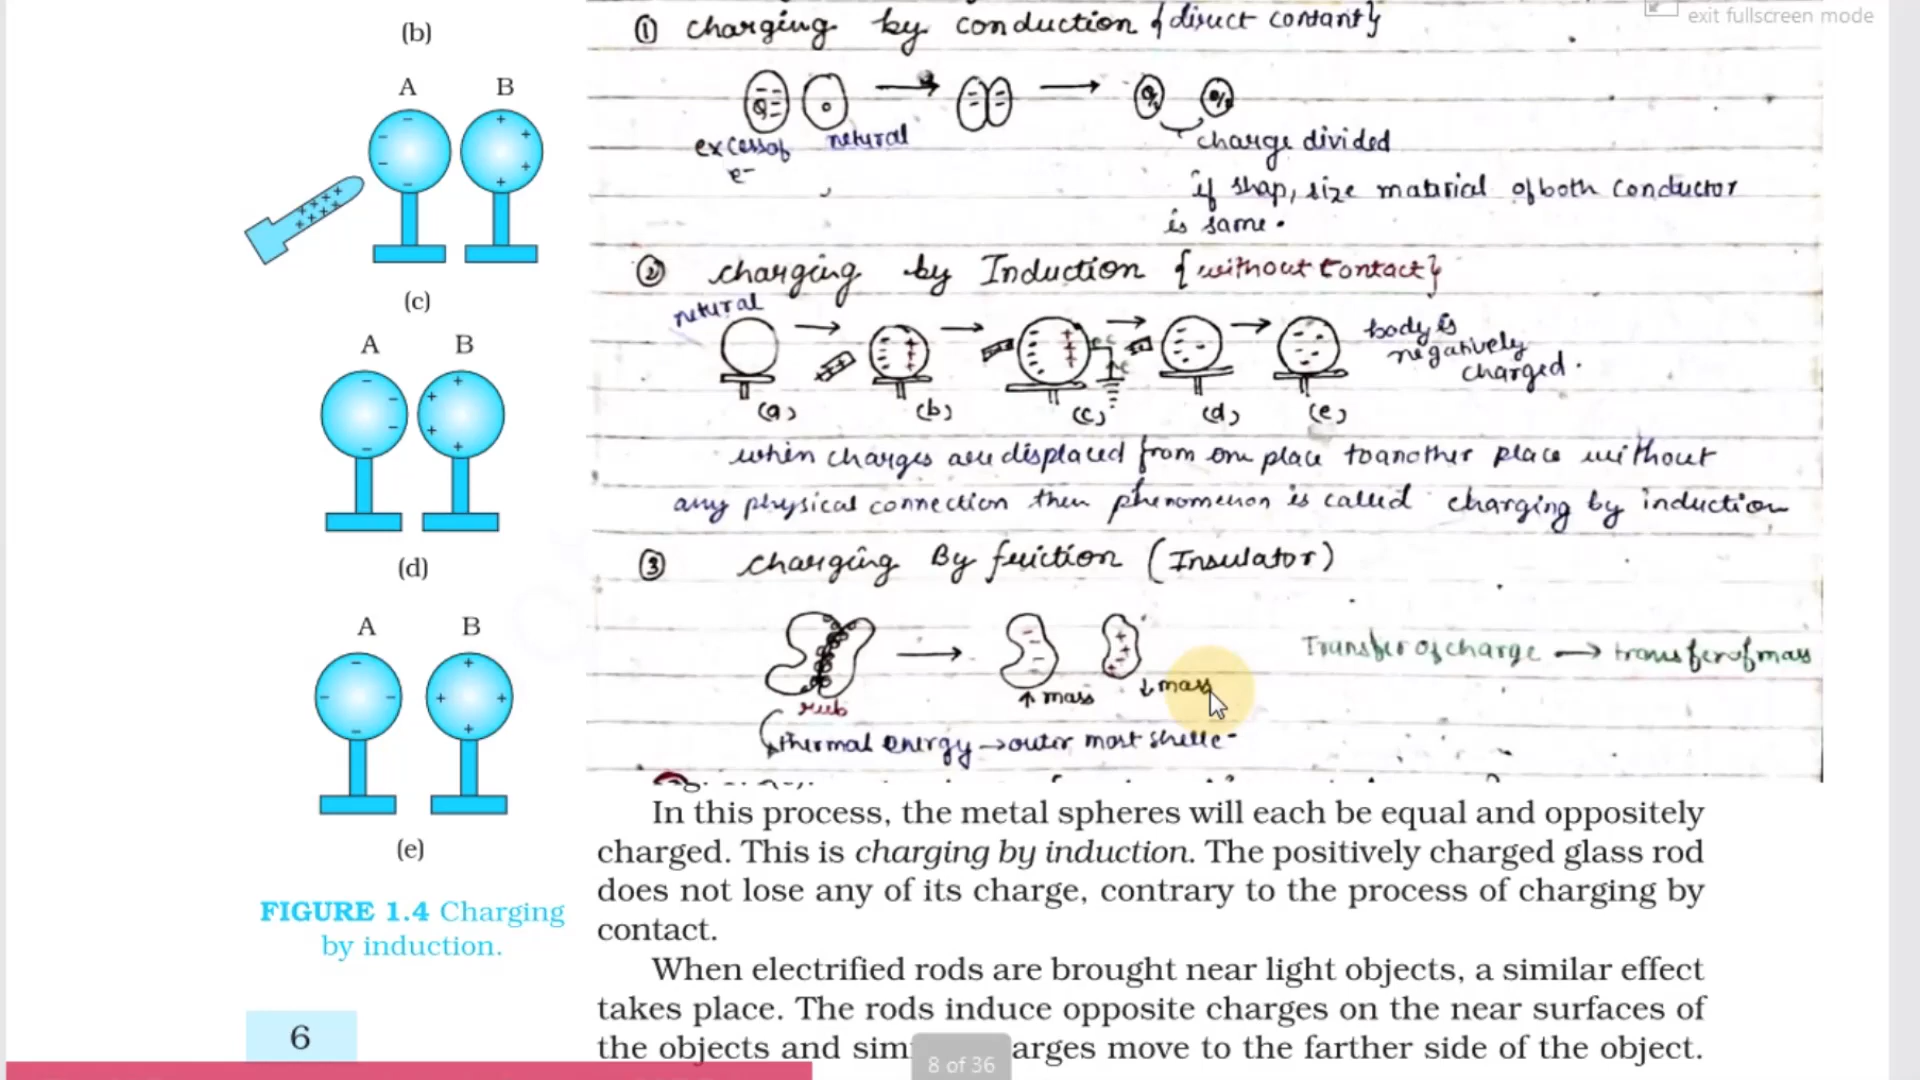 exit fullscreen mode
(b)
A B
(c)
A B
(d)
A B
(e)
FIGURE 1.4 Charging
by induction.
6
① charging by conduction {direct contant}
excess of netural
e-
charge divided
if shap, size matirial of both conductor
is same.
② charging by Induction {without contact}
netural
body is
negatively
charged.
(a) (b) (c) (d) (e)
when charges are displaced from one place to another place without
any physical connection then phenomenon is called charging by induction
③ charging By friction (Insulator)
Transfer of charge → transfer of mass
↑ mass ↓ mass
rub
thermal energy → outer most shell e-
In this process, the metal spheres will each be equal and oppositely
charged. This is charging by induction. The positively charged glass rod
does not lose any of its charge, contrary to the process of charging by
contact.
When electrified rods are brought near light objects, a similar effect
takes place. The rods induce opposite charges on the near surfaces of
the objects and sim arges move to the farther side of the object.
8 of 36